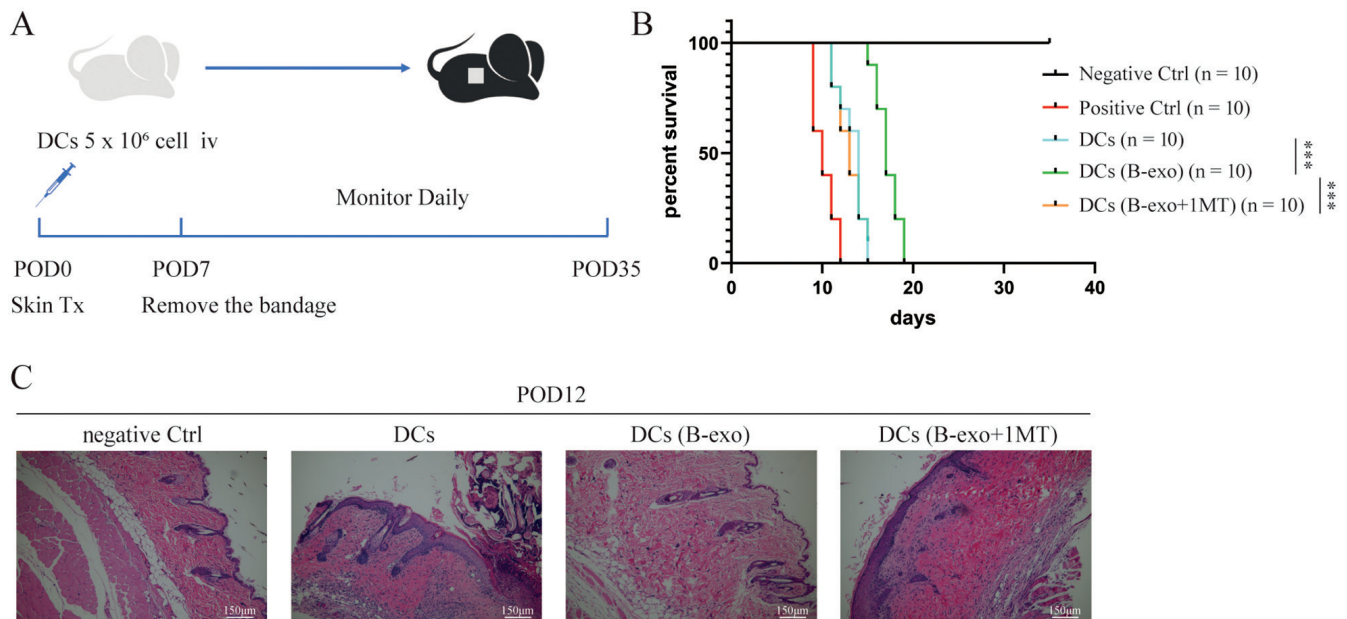 A
DCs 5 x 10⁶ cell iv
Monitor Daily
POD0
POD7
POD35
Skin Tx
Remove the bandage
B
percent survival
100
50
0
0
10
20
30
40
days
Negative Ctrl (n = 10)
Positive Ctrl (n = 10)
DCs (n = 10)
DCs (B-exo) (n = 10)
DCs (B-exo+1MT) (n = 10)
***
***
C
POD12
negative Ctrl
DCs
DCs (B-exo)
DCs (B-exo+1MT)
150μm
150μm
150μm
150μm